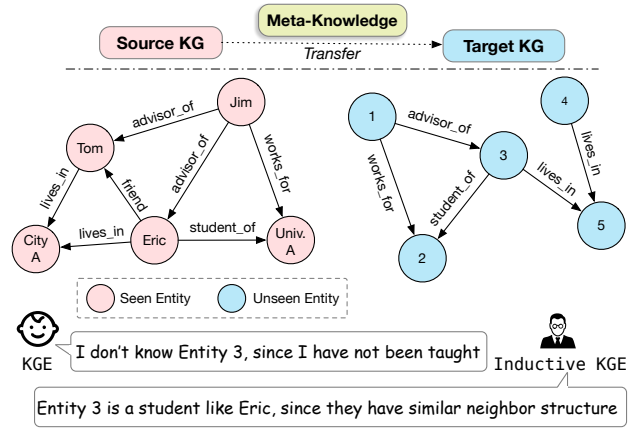 Meta-Knowledge
Source KG
Transfer
Target KG
Jim
advisor_of
Tom
advisor_of
works_for
lives_in
friend
City
A
lives_in
Eric
student_of
Univ.
A
1
advisor_of
4
works_for
3
lives_in
student_of
lives_in
2
5
Seen Entity
Unseen Entity
KGE
I don't know Entity 3, since I have not been taught
Inductive KGE
Entity 3 is a student like Eric, since they have similar neighbor structure